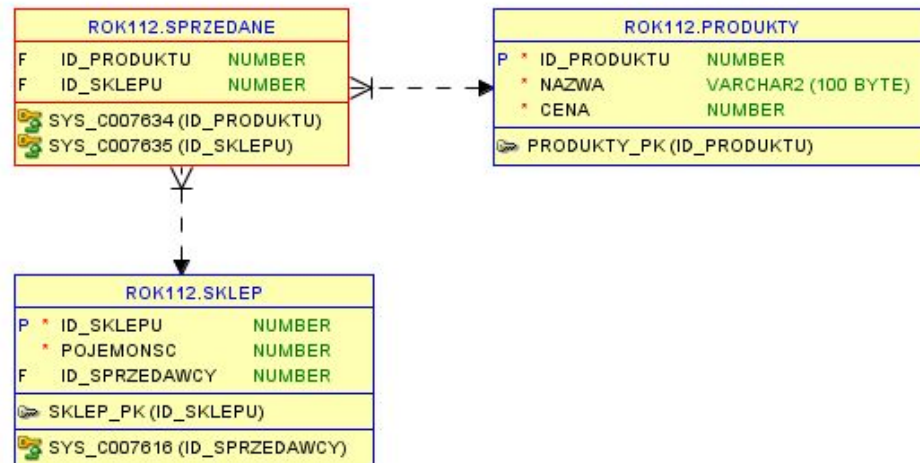 ROK112.SPRZEDANE
F ID_PRODUKTU NUMBER
F ID_SKLEPU NUMBER
SYS_C007634 (ID_PRODUKTU)
SYS_C007635 (ID_SKLEPU)
ROK112.PRODUKTY
P * ID_PRODUKTU NUMBER
* NAZWA VARCHAR2 (100 BYTE)
* CENA NUMBER
PRODUKTY_PK (ID_PRODUKTU)
ROK112.SKLEP
P * ID_SKLEPU NUMBER
* POJEMONSC NUMBER
F ID_SPRZEDAWCY NUMBER
SKLEP_PK (ID_SKLEPU)
SYS_C007616 (ID_SPRZEDAWCY)